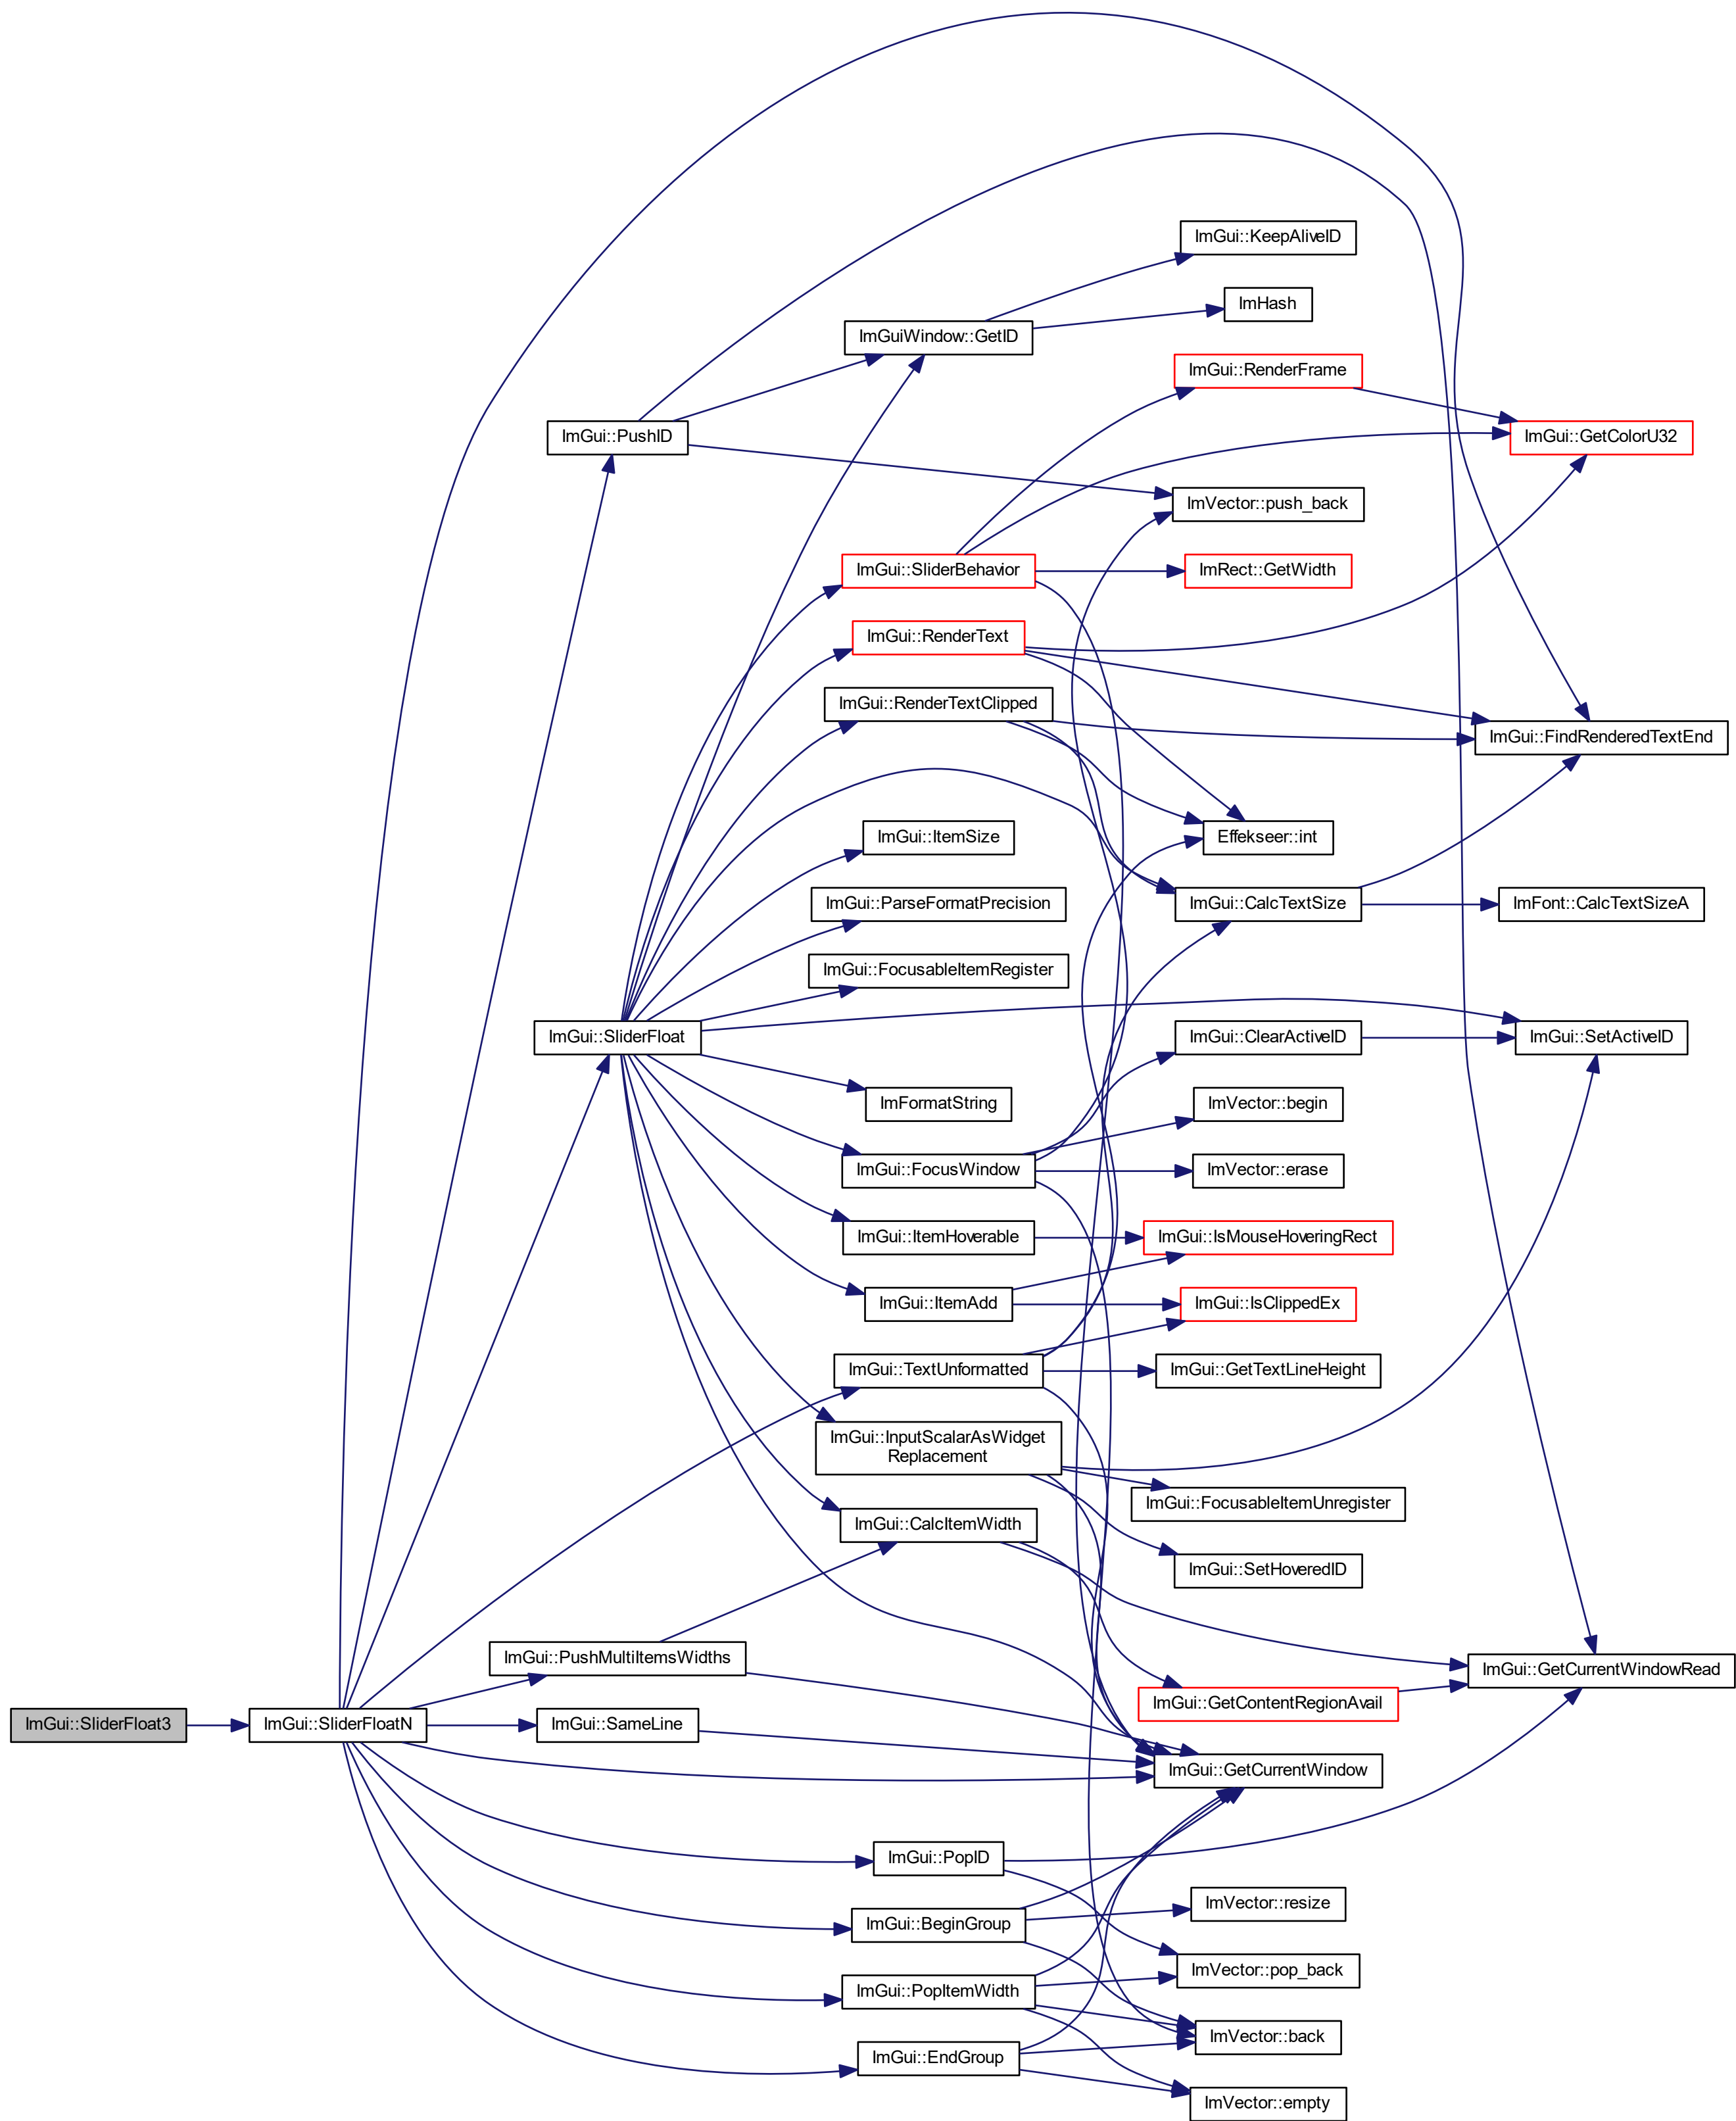 ImGui::KeepAliveID
ImHash
ImGuiWindow::GetID
ImGui::RenderFrame
ImGui::PushID
ImGui::GetColorU32
ImVector::push_back
ImGui::SliderBehavior
ImRect::GetWidth
ImGui::RenderText
ImGui::RenderTextClipped
ImGui::FindRenderedTextEnd
ImGui::ItemSize
Effekseer::int
ImGui::ParseFormatPrecision
ImGui::CalcTextSize
ImFont::CalcTextSizeA
ImGui::FocusableItemRegister
ImGui::SliderFloat
ImGui::ClearActiveID
ImGui::SetActiveID
ImFormatString
ImVector::begin
ImGui::FocusWindow
ImVector::erase
ImGui::ItemHoverable
ImGui::IsMouseHoveringRect
ImGui::ItemAdd
ImGui::IsClippedEx
ImGui::TextUnformatted
ImGui::GetTextLineHeight
ImGui::InputScalarAsWidget
Replacement
ImGui::FocusableItemUnregister
ImGui::CalcItemWidth
ImGui::SetHoveredID
ImGui::PushMultiItemsWidths
ImGui::GetCurrentWindowRead
ImGui::GetContentRegionAvail
ImGui::SliderFloat3
ImGui::SliderFloatN
ImGui::SameLine
ImGui::GetCurrentWindow
ImGui::PopID
ImVector::resize
ImGui::BeginGroup
ImVector::pop_back
ImGui::PopItemWidth
ImVector::back
ImGui::EndGroup
ImVector::empty